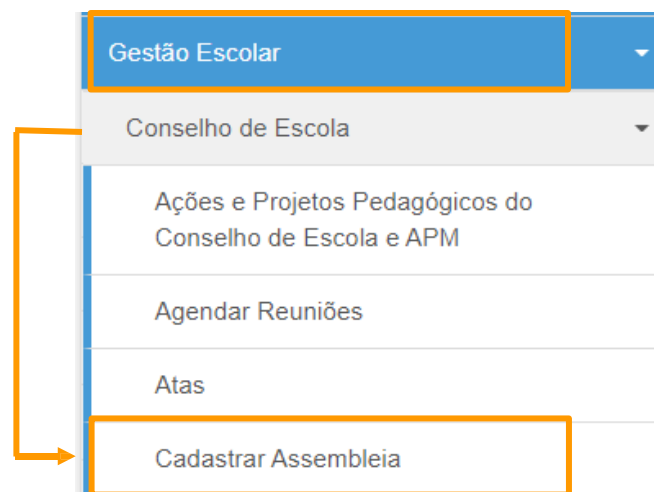 Gestão Escolar
Conselho de Escola
Ações e Projetos Pedagógicos do
Conselho de Escola e APM
Agendar Reuniões
Atas
Cadastrar Assembleia